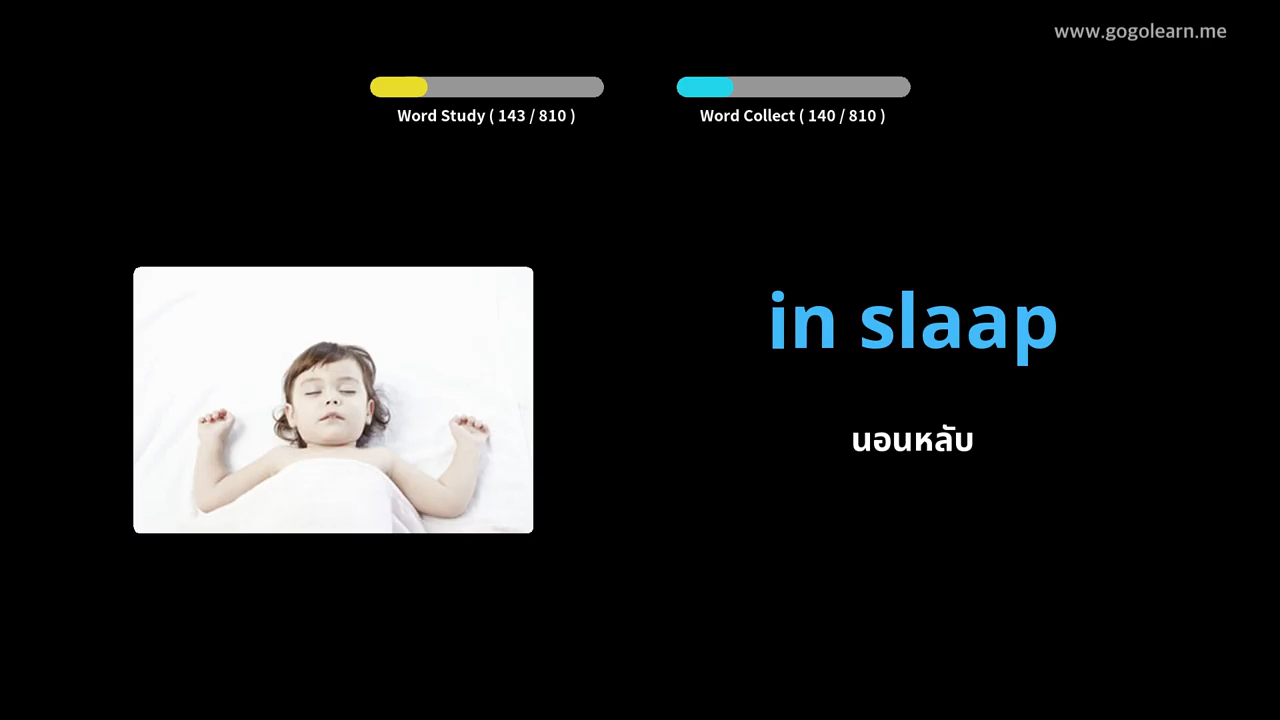 www.gogolearn.me
Word Study ( 143 / 810 )
Word Collect ( 140 / 810 )
in slaap
นอนหลับ